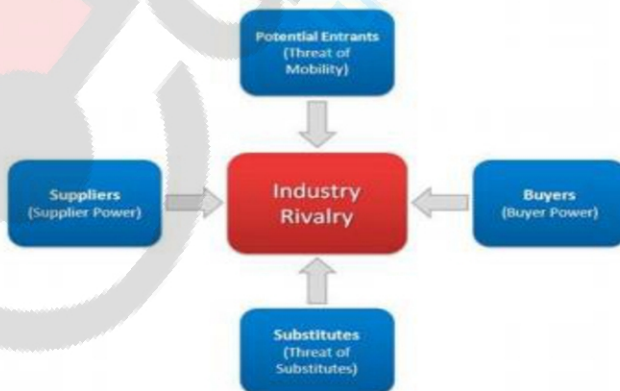 Potential Entrants
(Threat of
Mobility)
Suppliers
(Supplier Power)
Industry
Rivalry
Buyers
(Buyer Power)
Substitutes
(Threat of
Substitutes)